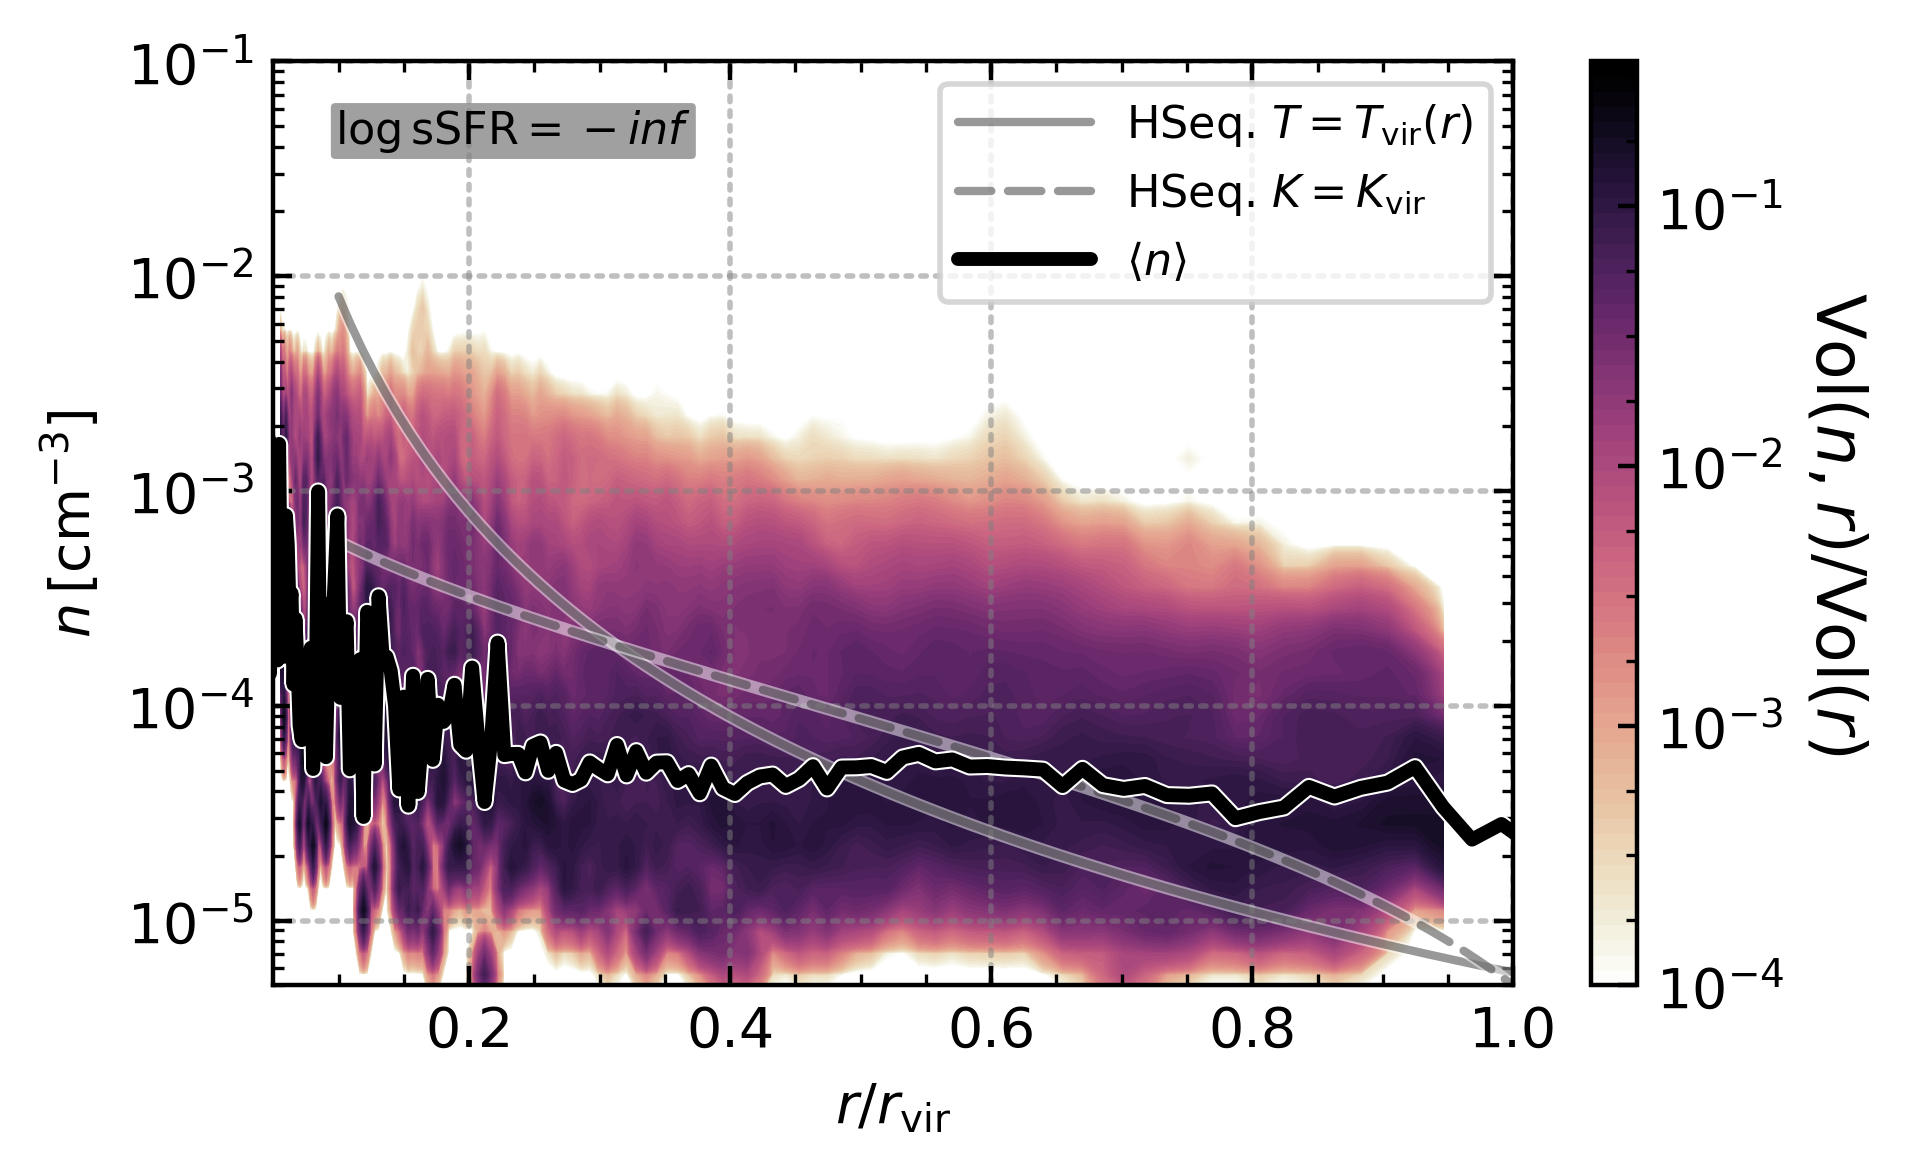 10⁻¹
10⁻²
10⁻³
10⁻⁴
10⁻⁵
n [cm⁻³]
log sSFR = −inf
HSeq. T = T_vir(r)
HSeq. K = K_vir
⟨n⟩
0.2 0.4 0.6 0.8 1.0
r/r_vir
10⁻¹
10⁻²
10⁻³
10⁻⁴
Vol(n, r)/Vol(r)